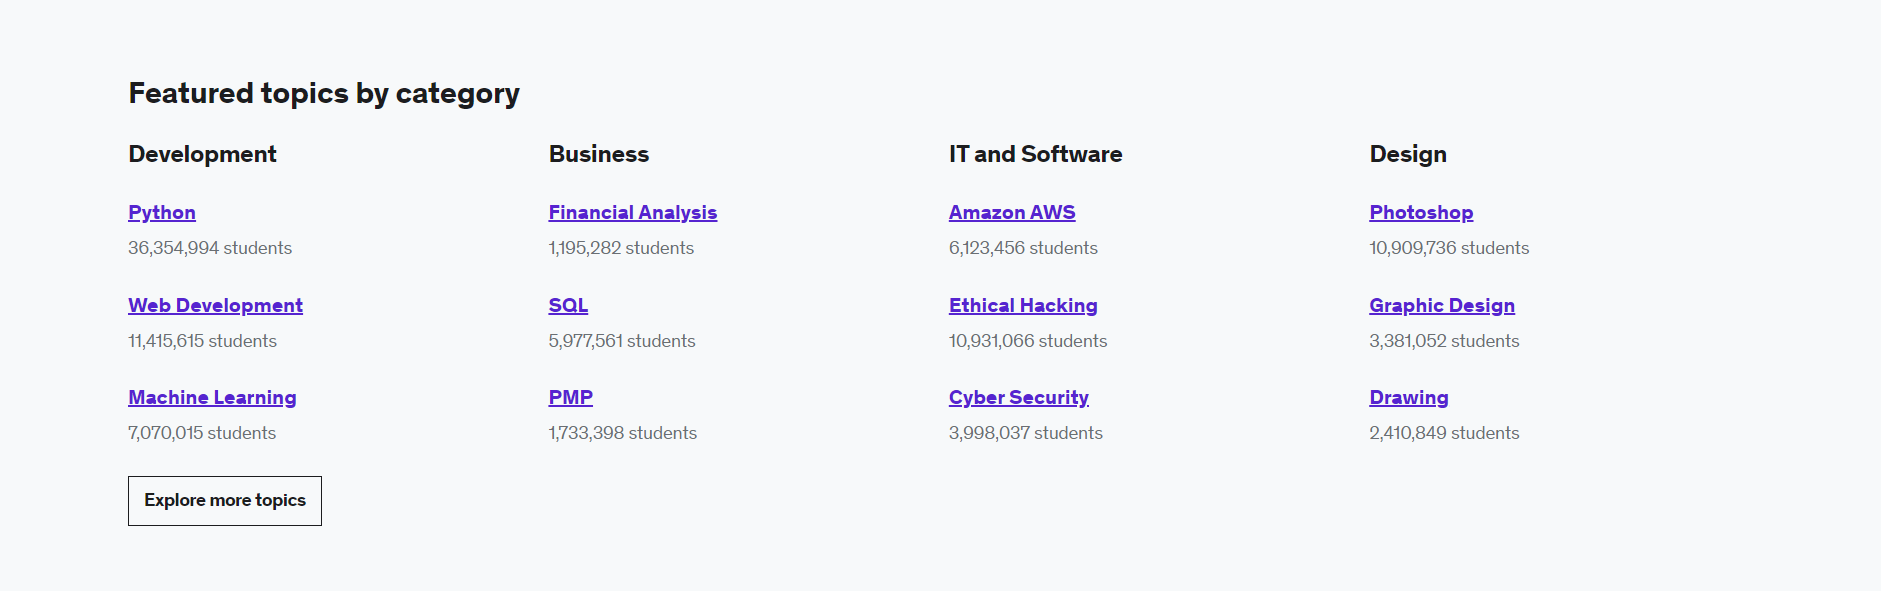 Featured topics by category
Development
Python
36,354,994 students
Web Development
11,415,615 students
Machine Learning
7,070,015 students
Business
Financial Analysis
1,195,282 students
SQL
5,977,561 students
PMP
1,733,398 students
IT and Software
Amazon AWS
6,123,456 students
Ethical Hacking
10,931,066 students
Cyber Security
3,998,037 students
Design
Photoshop
10,909,736 students
Graphic Design
3,381,052 students
Drawing
2,410,849 students
Explore more topics